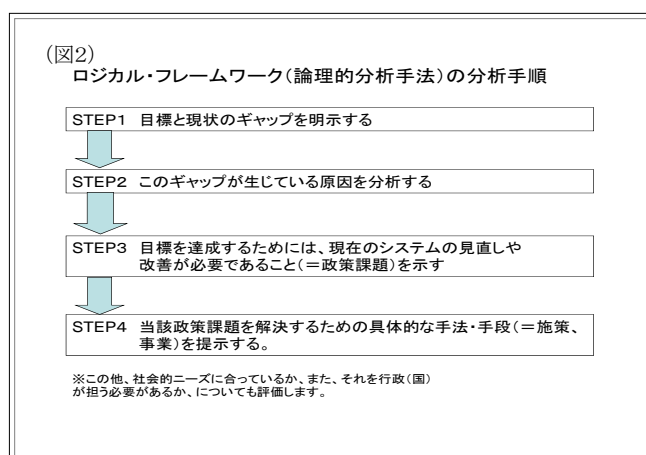 (図2)
ロジカル・フレームワーク(論理的分析手法)の分析手順
STEP1 目標と現状のギャップを明示する
STEP2 このギャップが生じている原因を分析する
STEP3 目標を達成するためには、現在のシステムの見直しや
改善が必要であること(=政策課題)を示す
STEP4 当該政策課題を解決するための具体的な手法・手段(=施策、
事業)を提示する。
※この他、社会的ニーズに合っているか、また、それを行政(国)
が担う必要があるか、についても評価します。